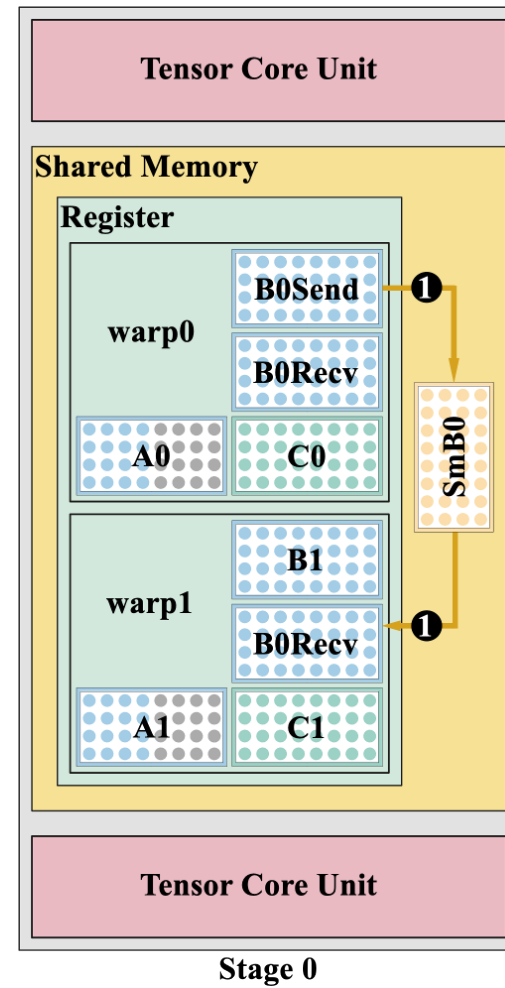 Tensor Core Unit
Shared Memory
Register
B0Send
1
warp0
B0Recv
A0
C0
SmB0
B1
warp1
B0Recv
1
A1
C1
Tensor Core Unit
Stage 0